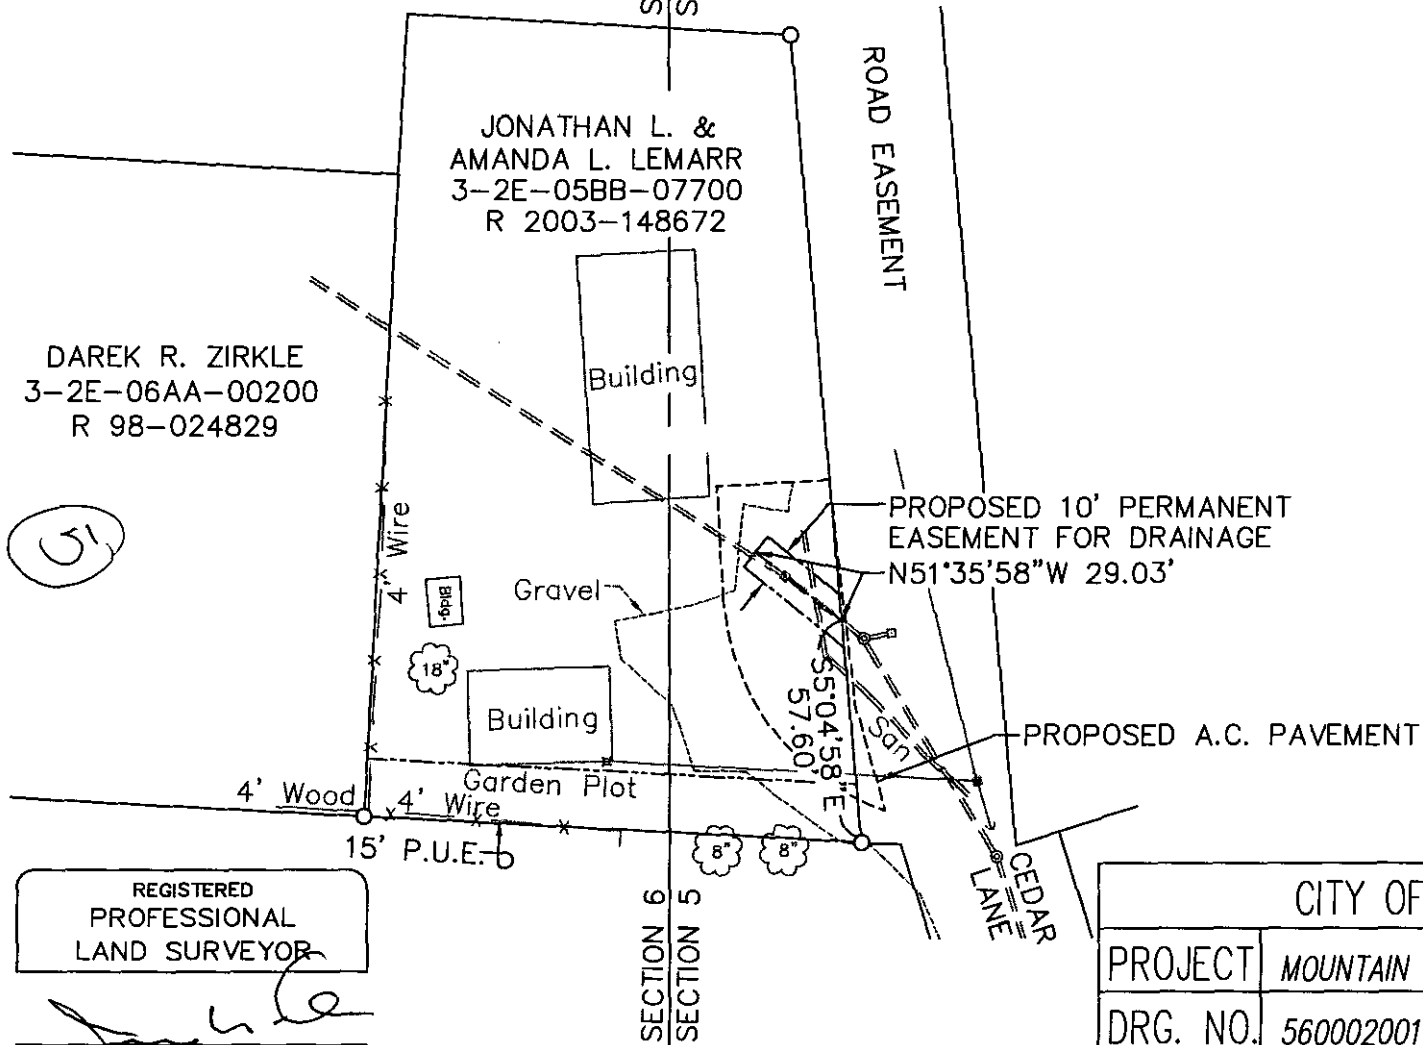 S
S
ROAD EASEMENT
JONATHAN L. &
AMANDA L. LEMARR
3-2E-05BB-07700
R 2003-148672
Building
DAREK R. ZIRKLE
3-2E-06AA-00200
R 98-024829
5
4' Wire
Bldg.
18"
Gravel
PROPOSED 10' PERMANENT
EASEMENT FOR DRAINAGE
N51°35'58"W 29.03'
S5°04'58"E
57.60'
San
Building
PROPOSED A.C. PAVEMENT
Garden Plot
4' Wood
4' Wire
15' P.U.E.
8"
8"
CEDAR
LANE
SECTION 6
SECTION 5
REGISTERED
PROFESSIONAL
LAND SURVEYOR
CITY OF
PROJECT MOUNTAIN
DRG. NO. 560002001